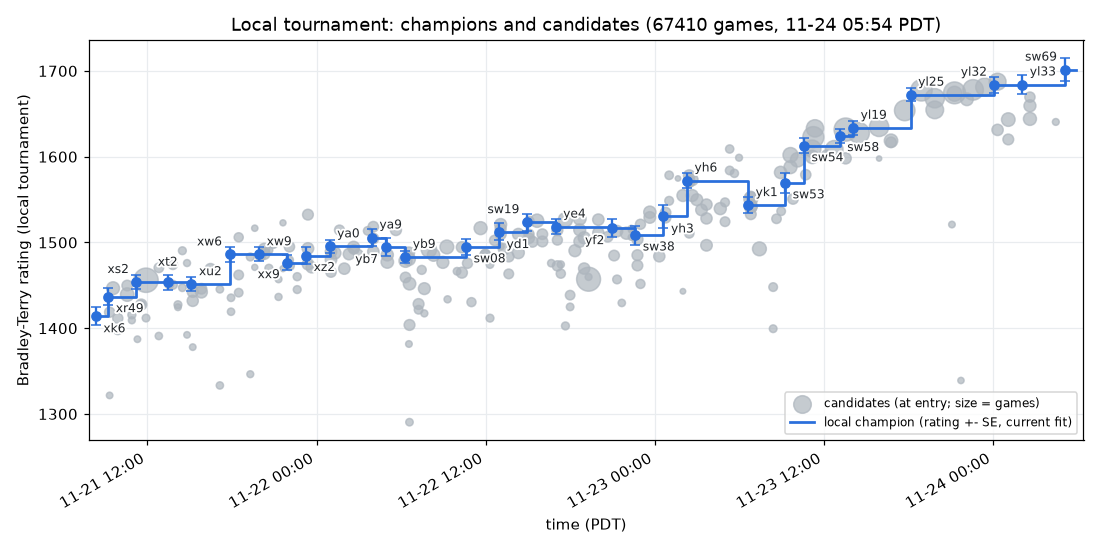 Local tournament: champions and candidates (67410 games, 11-24 05:54 PDT)
Bradley-Terry rating (local tournament)
1700
1600
1500
1400
1300
xk6
xr49
xs2
xt2
xu2
xw6
xw9
xx9
xz2
ya0
ya9
yb7
yb9
sw08
sw19
yd1
ye4
yf2
sw38
yh3
yh6
yk1
sw53
sw54
sw58
yl19
yl25
yl32
yl33
sw69
candidates (at entry; size = games)
local champion (rating +- SE, current fit)
11-21 12:00
11-22 00:00
11-22 12:00
11-23 00:00
11-23 12:00
11-24 00:00
time (PDT)